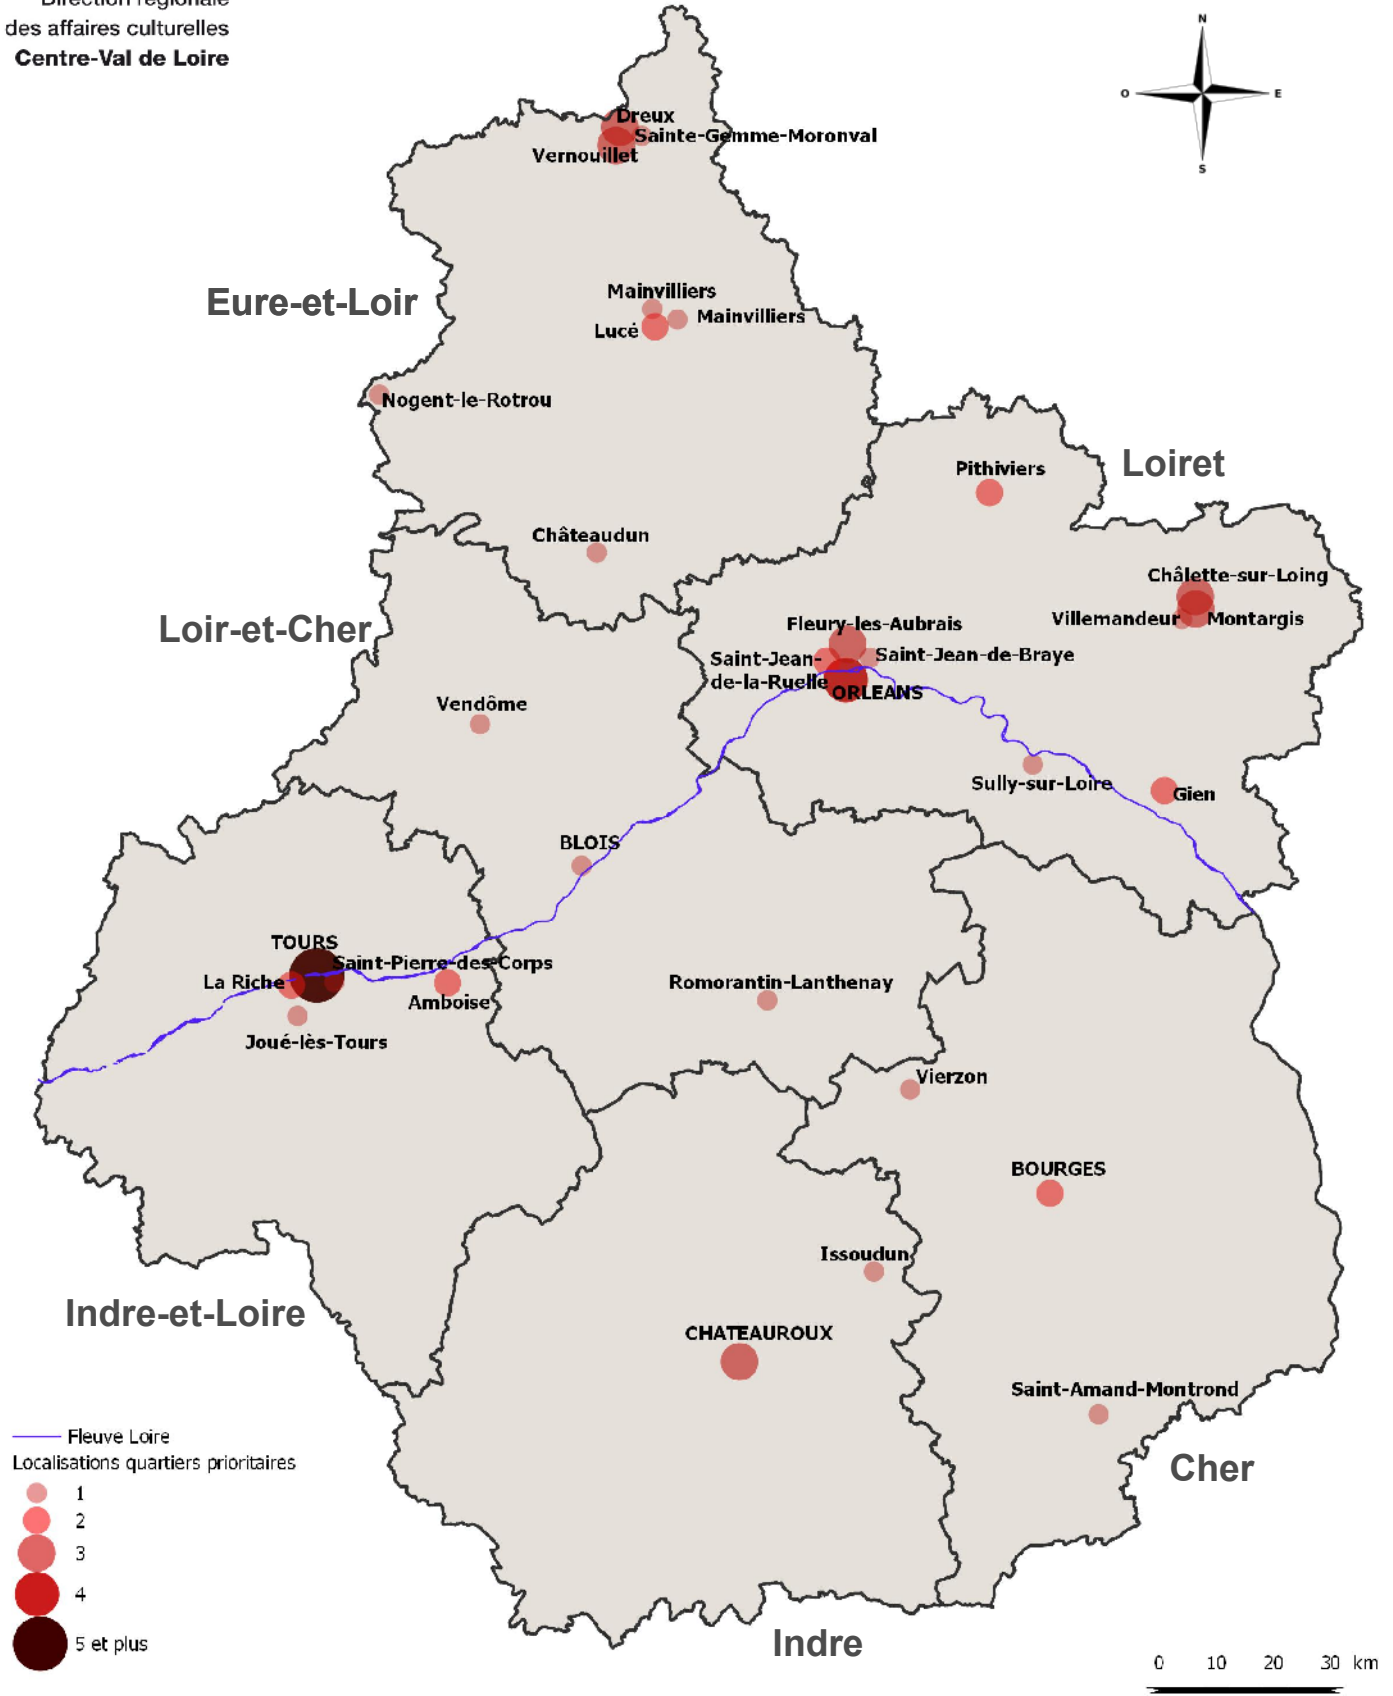 Direction régionale
des affaires culturelles
Centre-Val de Loire
N
O
E
S
Dreux
Sainte-Gemme-Moronval
Vernouillet
Eure-et-Loir
Mainvilliers
Mainvilliers
Lucé
Nogent-le-Rotrou
Loiret
Pithiviers
Châteaudun
Châlette-sur-Loing
Villemandeur
Montargis
Loir-et-Cher
Fleury-les-Aubrais
Saint-Jean-
de-la-Ruelle
Saint-Jean-de-Braye
ORLEANS
Vendôme
Sully-sur-Loire
Gien
BLOIS
TOURS
Saint-Pierre-des-Corps
La Riche
Amboise
Romorantin-Lanthenay
Joué-lès-Tours
Vierzon
BOURGES
Issoudun
Indre-et-Loire
CHATEAUROUX
Saint-Amand-Montrond
Cher
Fleuve Loire
Localisations quartiers prioritaires
1
2
3
4
5 et plus
Indre
0 10 20 30 km